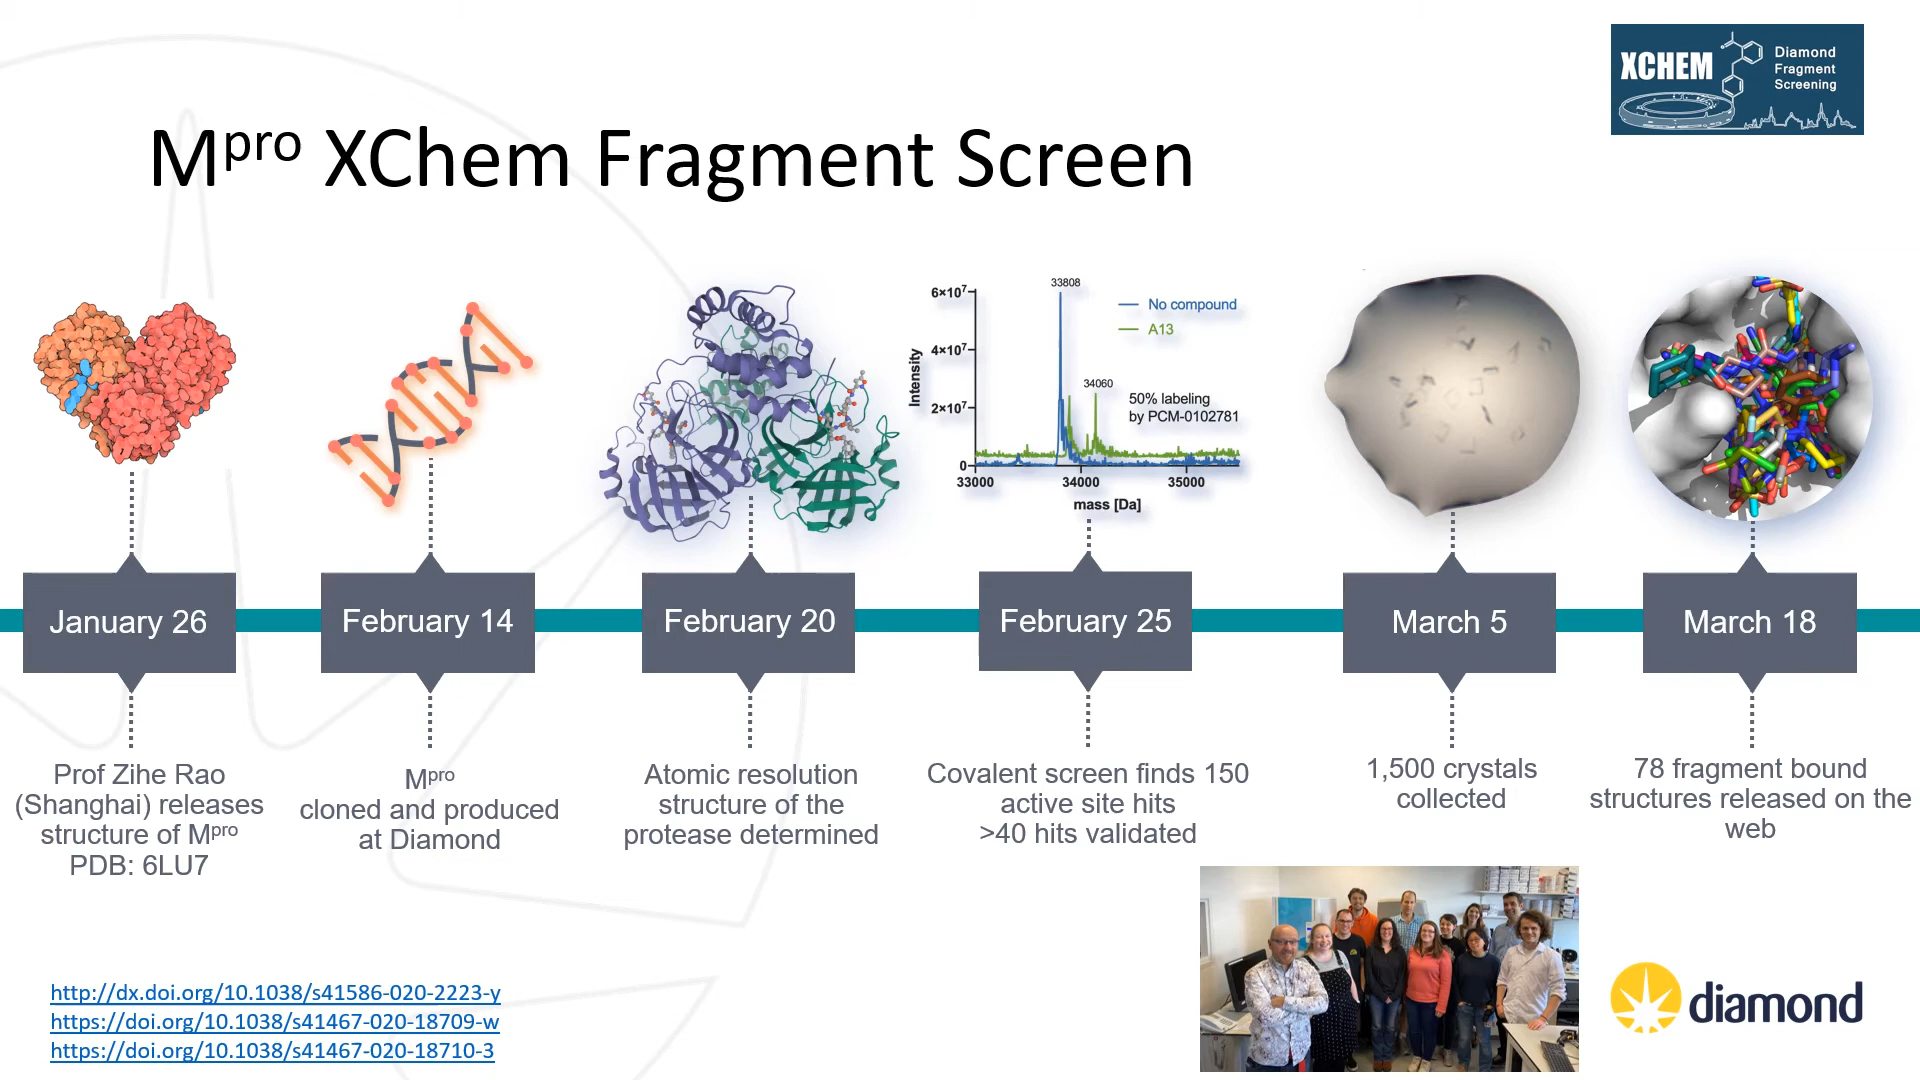 XCHEM
Diamond
Fragment
Screening
Mpro XChem Fragment Screen
6×10⁷
4×10⁷
2×10⁷
0
Intensity
33808
34060
No compound
A13
50% labeling
by PCM-0102781
33000
34000
35000
mass [Da]
January 26
February 14
February 20
February 25
March 5
March 18
Prof Zihe Rao
(Shanghai) releases
structure of Mpro
PDB: 6LU7
Mpro
cloned and produced
at Diamond
Atomic resolution
structure of the
protease determined
Covalent screen finds 150
active site hits
>40 hits validated
1,500 crystals
collected
78 fragment bound
structures released on the
web
http://dx.doi.org/10.1038/s41586-020-2223-y
https://doi.org/10.1038/s41467-020-18709-w
https://doi.org/10.1038/s41467-020-18710-3
diamond